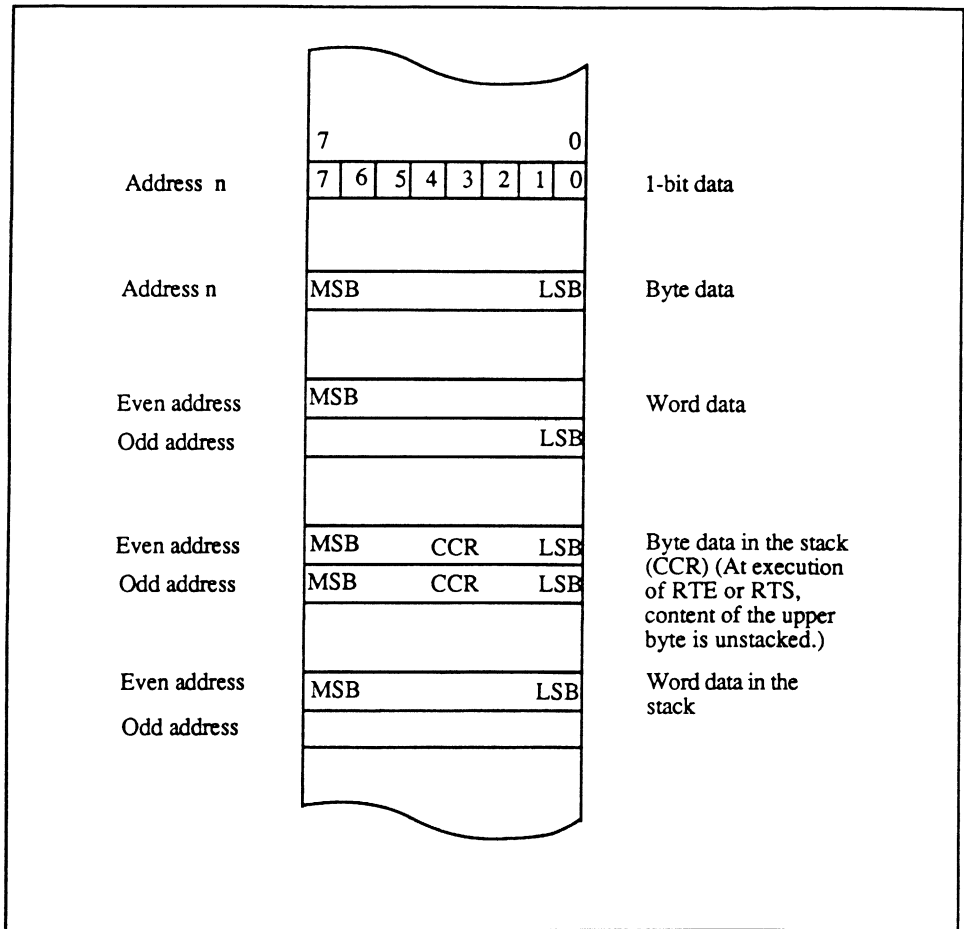 7 0
Address n 7 6 5 4 3 2 1 0 1-bit data
Address n MSB LSB Byte data
Even address MSB Word data
Odd address LSB
Even address MSB CCR LSB Byte data in the stack
Odd address MSB CCR LSB (CCR) (At execution
of RTE or RTS,
content of the upper
byte is unstacked.)
Even address MSB LSB Word data in the
Odd address stack